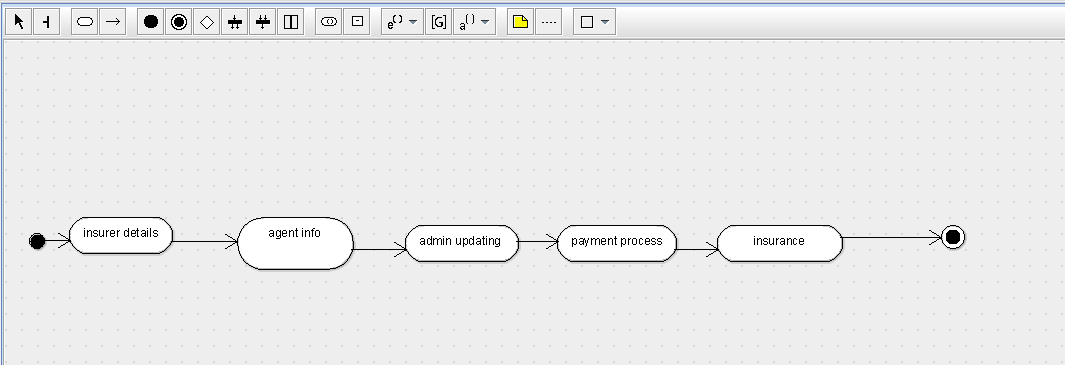 e()
[G]
a()
insurer details
agent info
admin updating
payment process
insurance